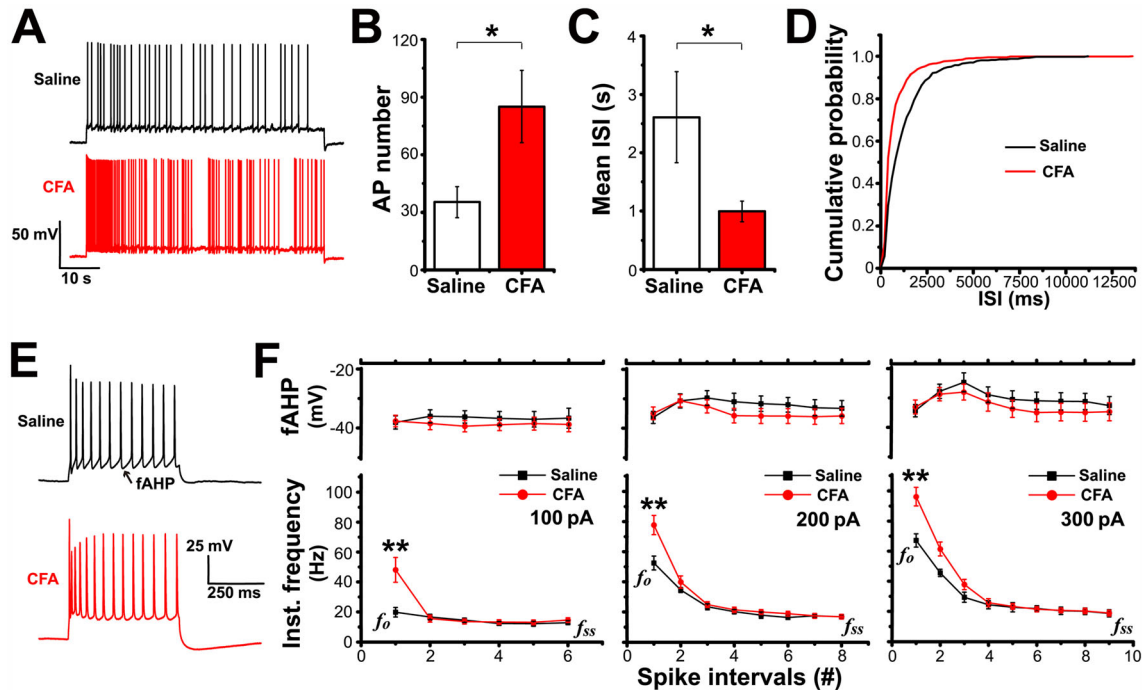 A
Saline
CFA
50 mV
10 s
B
*
AP number
120
90
60
30
0
Saline CFA
C
*
Mean ISI (s)
4
3
2
1
0
Saline CFA
D
Cumulative probability
1.0
0.8
0.6
0.4
0.2
0.0
Saline
CFA
0 2500 5000 7500 10000 12500
ISI (ms)
E
Saline
fAHP
CFA
25 mV
250 ms
F
fAHP
(mV)
-20
-40
Inst. frequency
(Hz)
100
80
60
40
20
0
Saline
CFA
100 pA
**
fo
fss
0 2 4 6
Saline
CFA
200 pA
**
fo
fss
0 2 4 6 8
Saline
CFA
300 pA
**
fo
fss
0 2 4 6 8 10
Spike intervals (#)